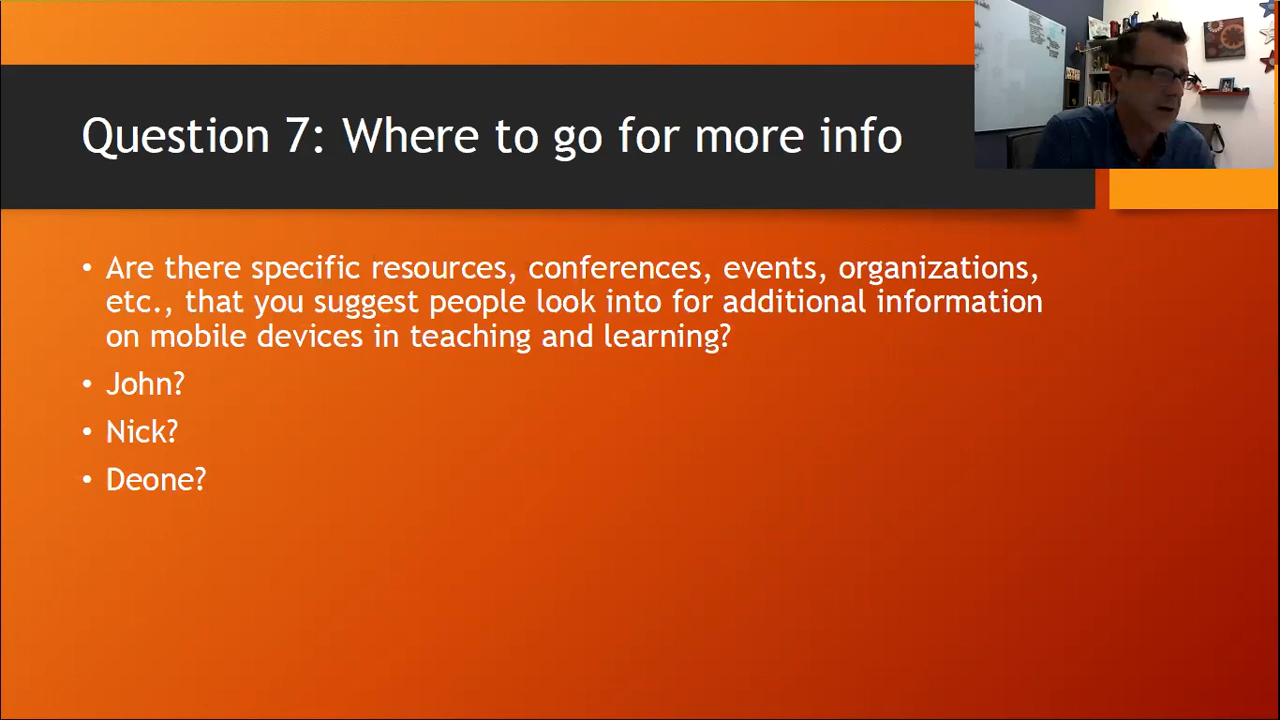 Question 7: Where to go for more info
• Are there specific resources, conferences, events, organizations,
etc., that you suggest people look into for additional information
on mobile devices in teaching and learning?
• John?
• Nick?
• Deone?